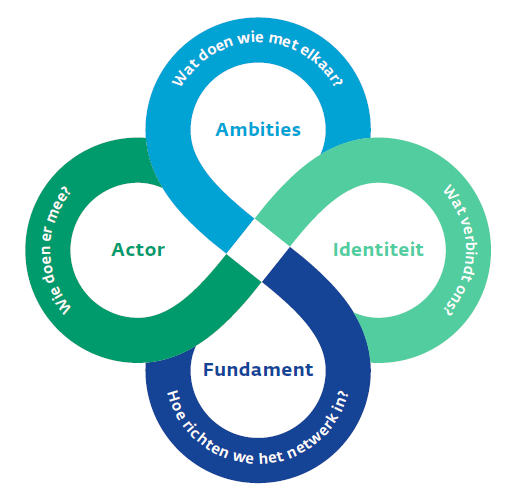 Wat doen wie met elkaar?
Ambities
Wie doen er mee?
Actor
Identiteit
Wat verbindt ons?
Fundament
Hoe richten we het netwerk in?